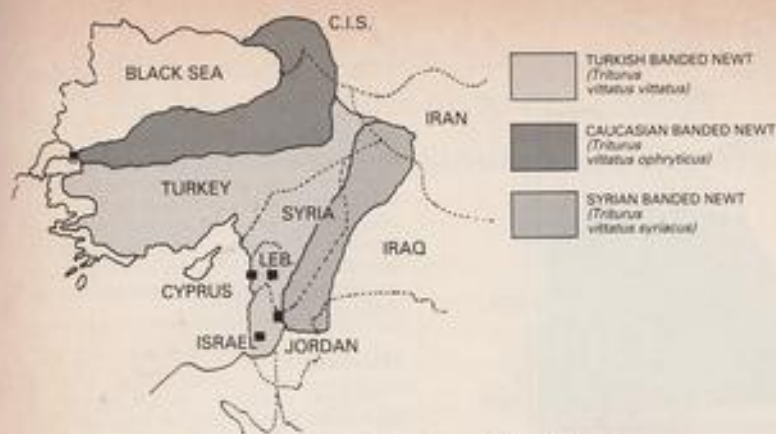 C.I.S.
BLACK SEA
IRAN
TURKEY
SYRIA
IRAQ
LEB.
CYPRUS
ISRAEL
JORDAN
TURKISH BANDED NEWT
(Triturus
vittatus vittatus)
CAUCASIAN BANDED NEWT
(Triturus
vittatus ophryticus)
SYRIAN BANDED NEWT
(Triturus
vittatus syriacus)